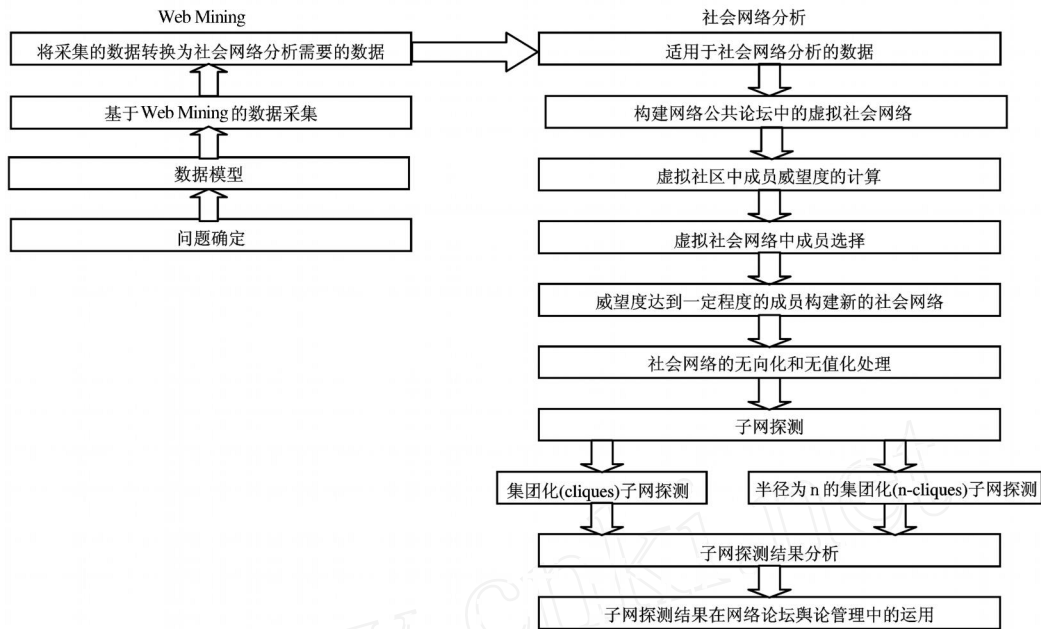 Web Mining
将采集的数据转换为社会网络分析需要的数据
基于Web Mining的数据采集
数据模型
问题确定
社会网络分析
适用于社会网络分析的数据
构建网络公共论坛中的虚拟社会网络
虚拟社区中成员威望度的计算
虚拟社会网络中成员选择
威望度达到一定程度的成员构建新的社会网络
社会网络的无向化和无值化处理
子网探测
集团化(cliques)子网探测
半径为 n 的集团化(n-cliques)子网探测
子网探测结果分析
子网探测结果在网络论坛舆论管理中的运用